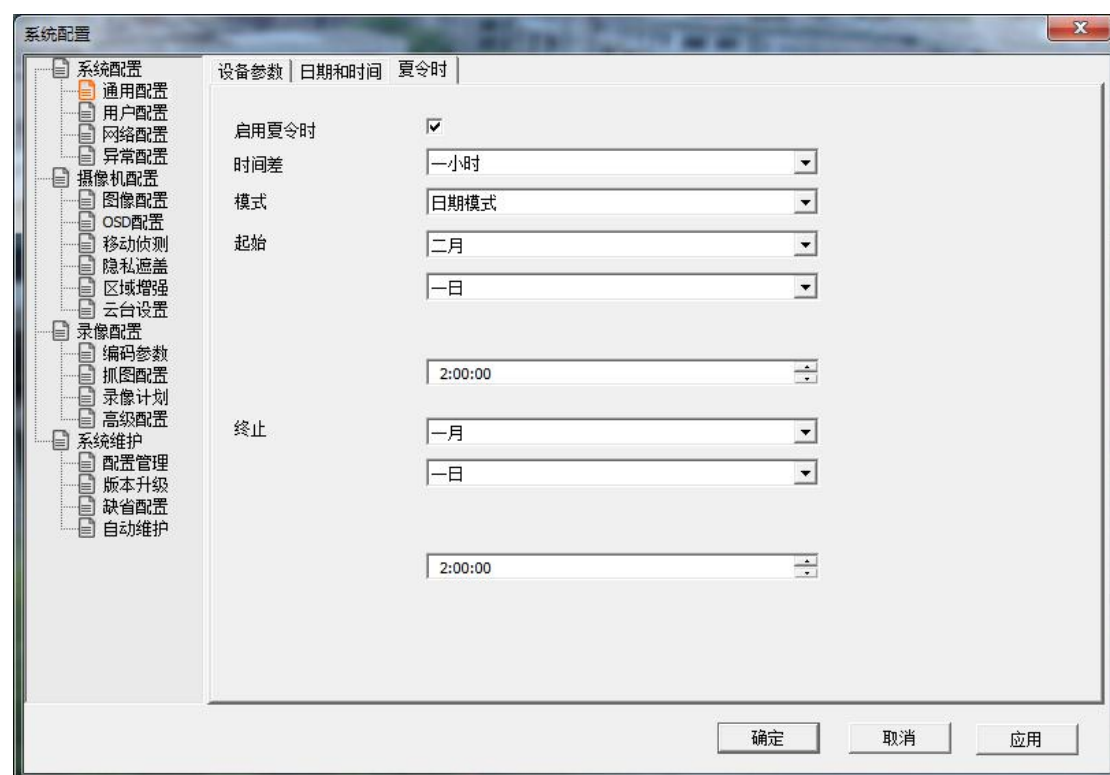 系统配置
系统配置
通用配置
用户配置
网络配置
异常配置
摄像机配置
图像配置
OSD配置
移动侦测
隐私遮盖
区域增强
云台设置
录像配置
编码参数
抓图配置
录像计划
高级配置
系统维护
配置管理
版本升级
缺省配置
自动维护
设备参数 日期和时间 夏令时
启用夏令时
时间差 一小时
模式 日期模式
起始 二月
一日
2:00:00
终止 一月
一日
2:00:00
确定 取消 应用